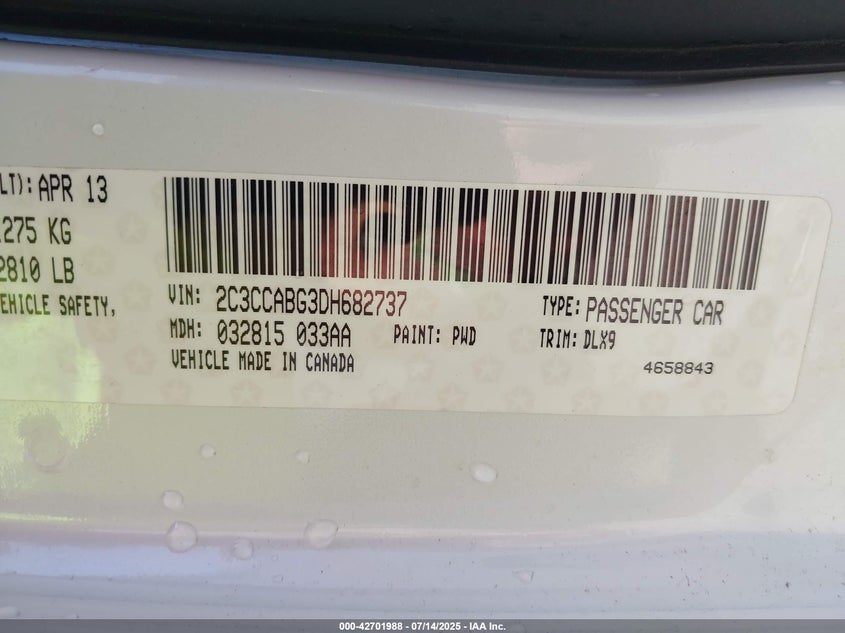 LT): APR 13
275 KG
2810 LB
EHICLE SAFETY,
VIN: 2C3CCABG3DH682737
TYPE: PASSENGER CAR
MDH: 032815 033AA
PAINT: PWD
TRIM: DLX9
VEHICLE MADE IN CANADA
4658843
000-42701988 - 07/14/2025 - IAA Inc.